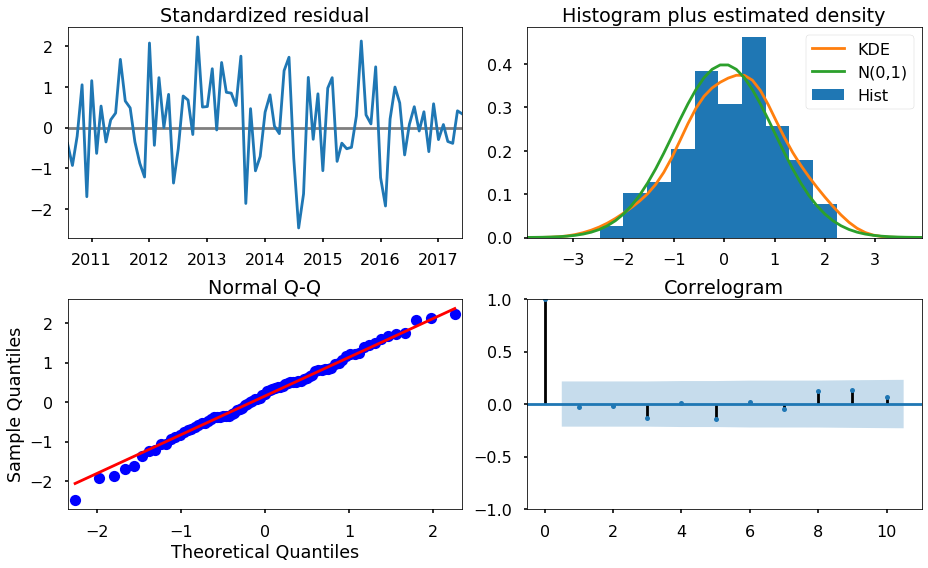 Standardized residual
2
1
0
−1
−2
2011 2012 2013 2014 2015 2016 2017
Histogram plus estimated density
KDE
N(0,1)
Hist
0.4
0.3
0.2
0.1
0.0
−3 −2 −1 0 1 2 3
Normal Q-Q
Sample Quantiles
2
1
0
−1
−2
−2 −1 0 1 2
Theoretical Quantiles
Correlogram
1.0
0.5
0.0
−0.5
−1.0
0 2 4 6 8 10